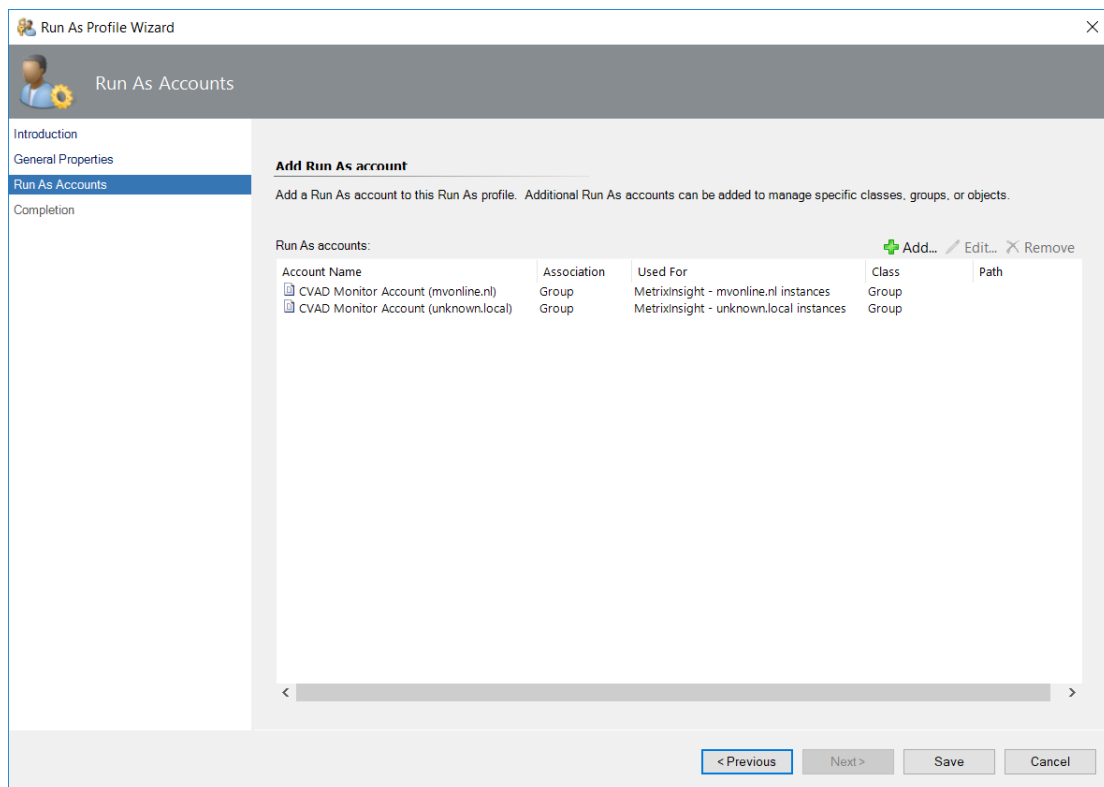 Run As Profile Wizard
Run As Accounts
Introduction
General Properties
Run As Accounts
Completion
Add Run As account
Add a Run As account to this Run As profile.  Additional Run As accounts can be added to manage specific classes, groups, or objects.
Run As accounts:
Add... Edit... Remove
Account Name Association Used For Class Path
CVAD Monitor Account (mvonline.nl) Group MetrixInsight - mvonline.nl instances Group
CVAD Monitor Account (unknown.local) Group MetrixInsight - unknown.local instances Group
< Previous Next > Save Cancel